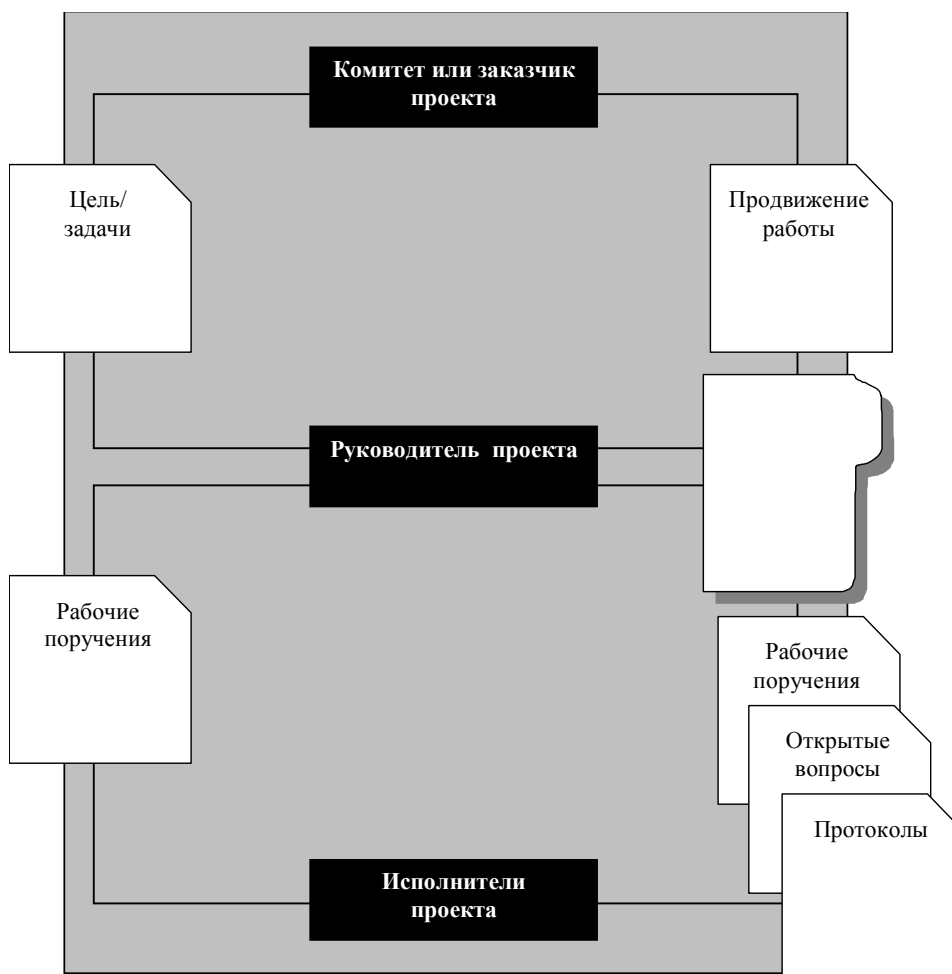 Комитет или заказчик
проекта
Цель/
задачи
Продвижение
работы
Руководитель проекта
Рабочие
поручения
Рабочие
поручения
Открытые
вопросы
Протоколы
Исполнители
проекта